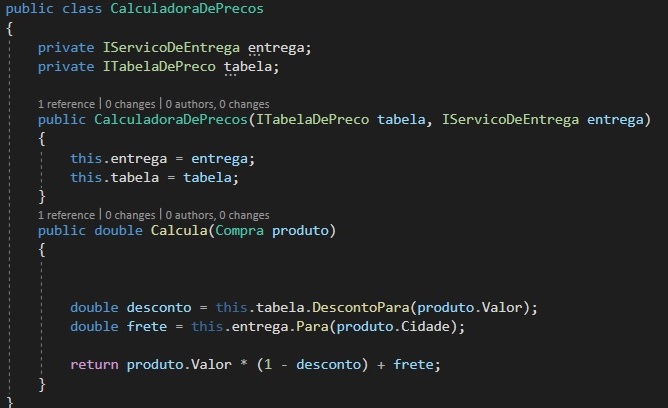 public class CalculadoraDePrecos
{
private IServicoDeEntrega entrega;
private ITabelaDePreco tabela;
1 reference | 0 changes | 0 authors, 0 changes
public CalculadoraDePrecos(ITabelaDePreco tabela, IServicoDeEntrega entrega)
{
this.entrega = entrega;
this.tabela = tabela;
}
1 reference | 0 changes | 0 authors, 0 changes
public double Calcula(Compra produto)
{
double desconto = this.tabela.DescontoPara(produto.Valor);
double frete = this.entrega.Para(produto.Cidade);
return produto.Valor * (1 - desconto) + frete;
}
}